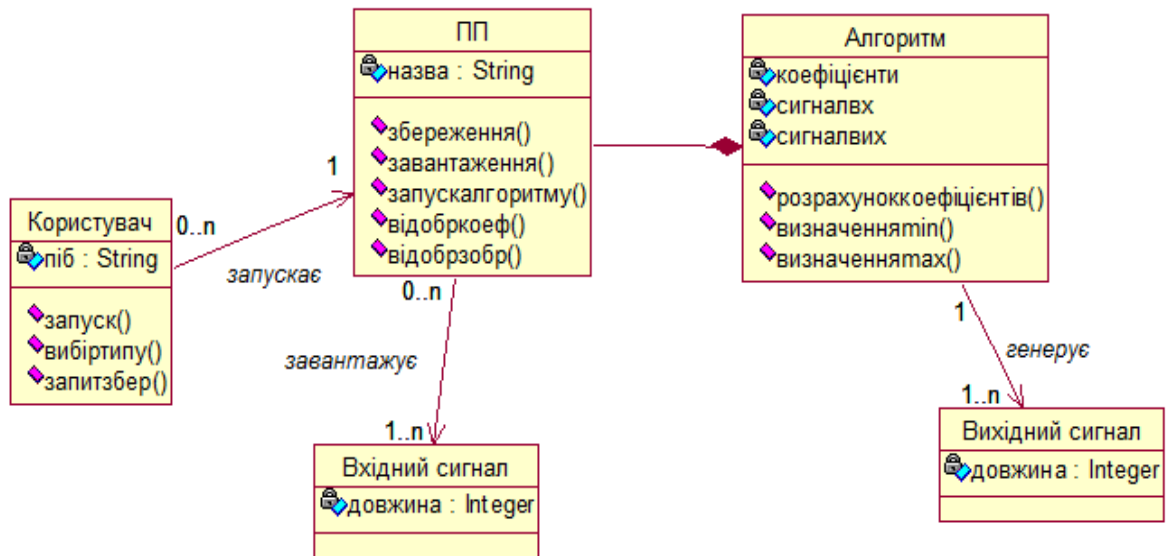 ПП
назва : String
збереження()
завантаження()
запускалгоритму()
відобркоеф()
відобрзобр()
Алгоритм
коефіцієнти
сигналвх
сигналвих
розрахуноккоефіцієнтів()
визначенняmin()
визначенняmax()
Користувач
піб : String
запуск()
вибіртипу()
запитзбер()
0..n
1
запускає
0..n
завантажує
1..n
1
генерує
1..n
Вхідний сигнал
довжина : Integer
Вихідний сигнал
довжина : Integer